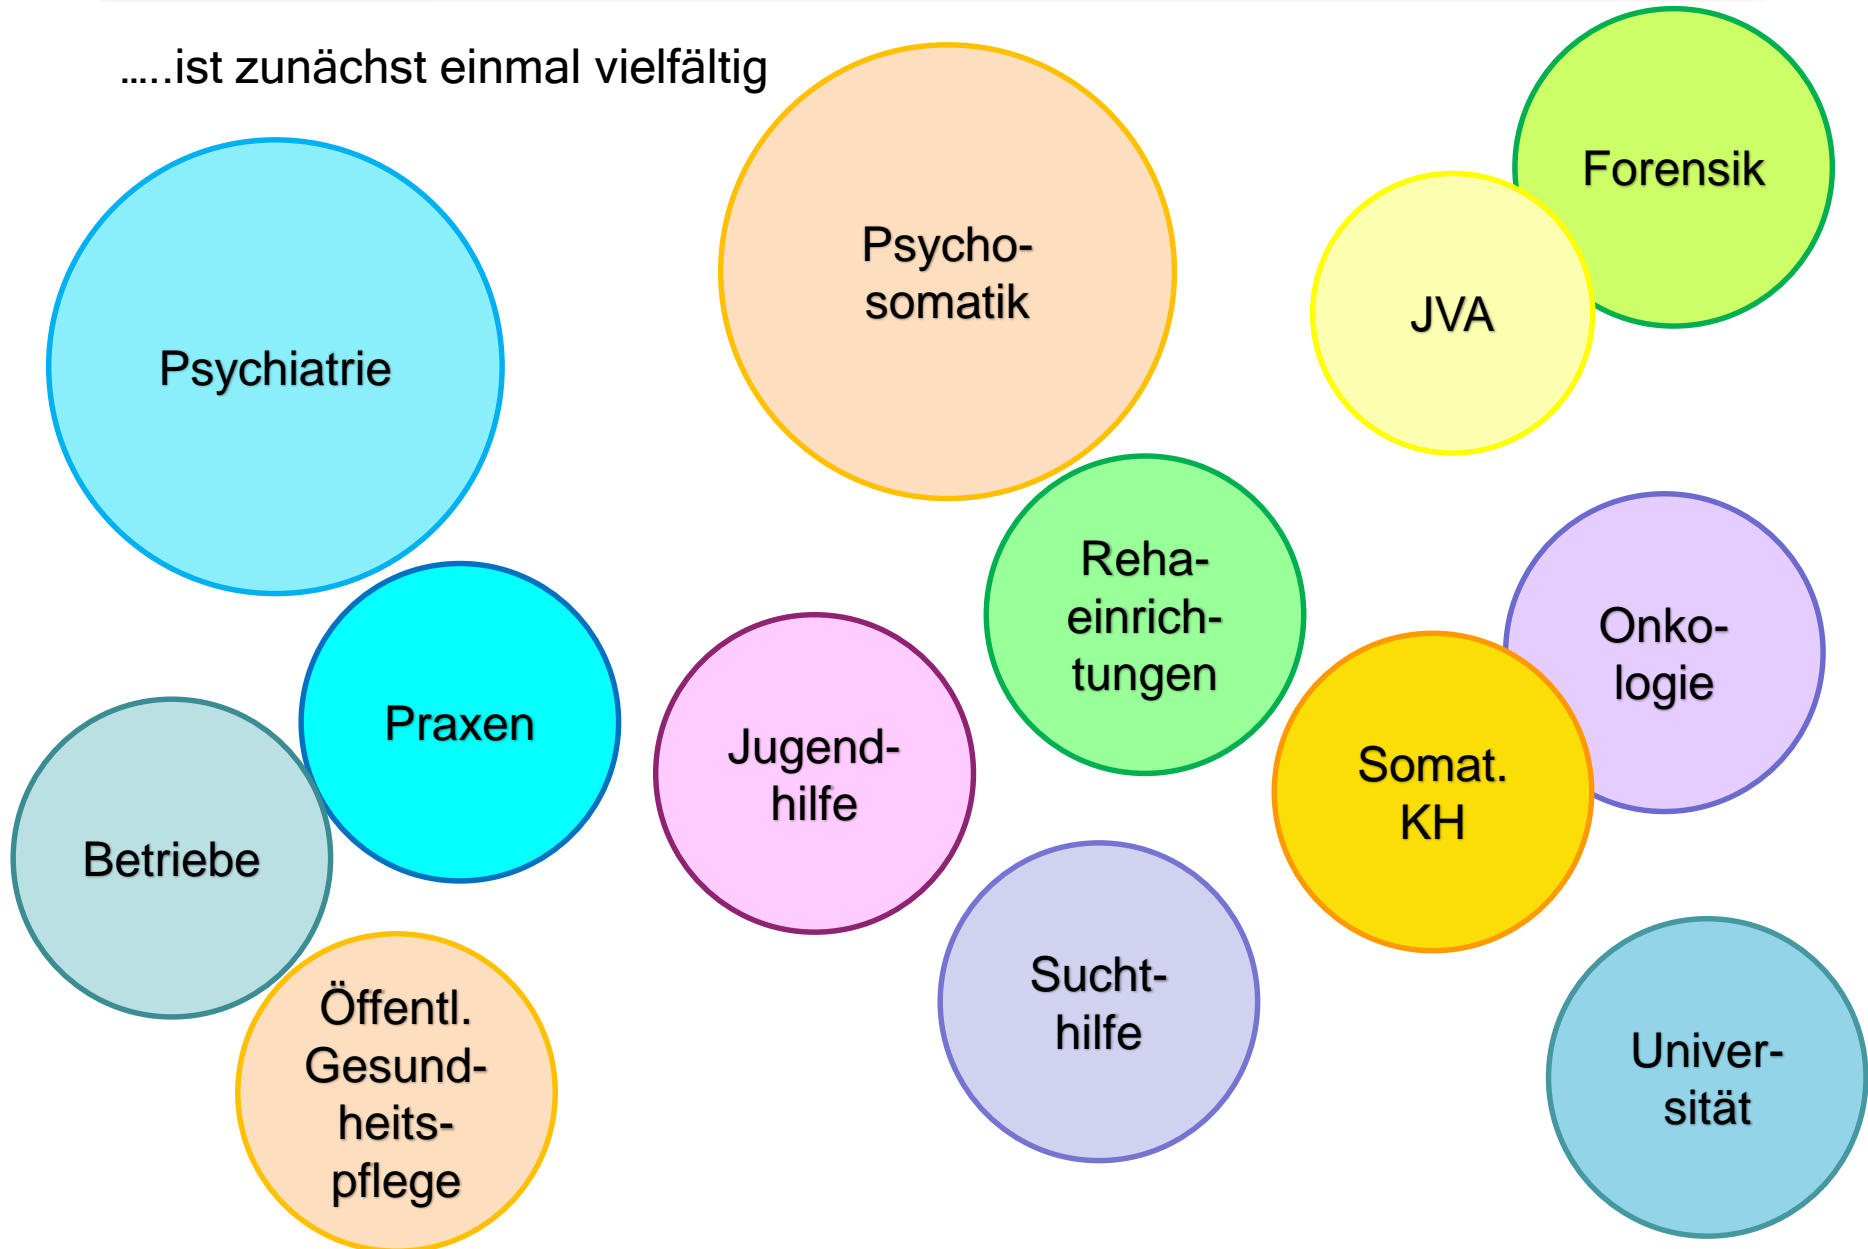 .....ist zunächst einmal vielfältig
Forensik
Psycho-
somatik
JVA
Psychiatrie
Reha-
einrich-
tungen
Onko-
logie
Praxen
Jugend-
hilfe
Somat.
KH
Betriebe
Sucht-
hilfe
Öffentl.
Gesund-
heits-
pflege
Univer-
sität